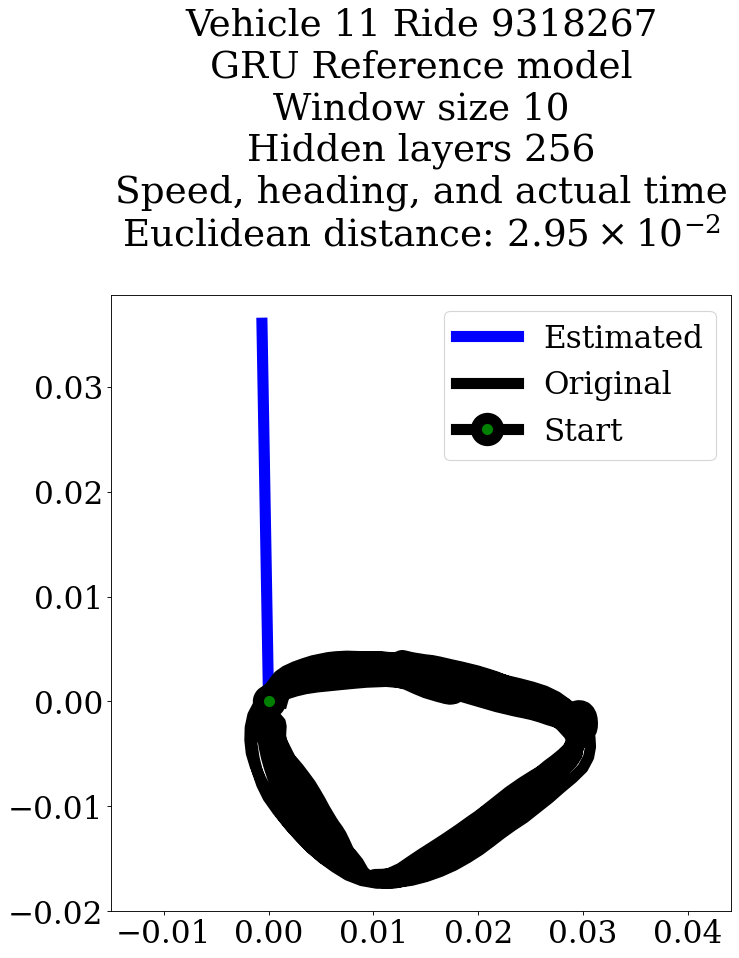 Vehicle 11 Ride 9318267
GRU Reference model
Window size 10
Hidden layers 256
Speed, heading, and actual time
Euclidean distance: 2.95 × 10⁻²
Estimated
Original
Start
0.03
0.02
0.01
0.00
−0.01
−0.02
−0.01 0.00 0.01 0.02 0.03 0.04